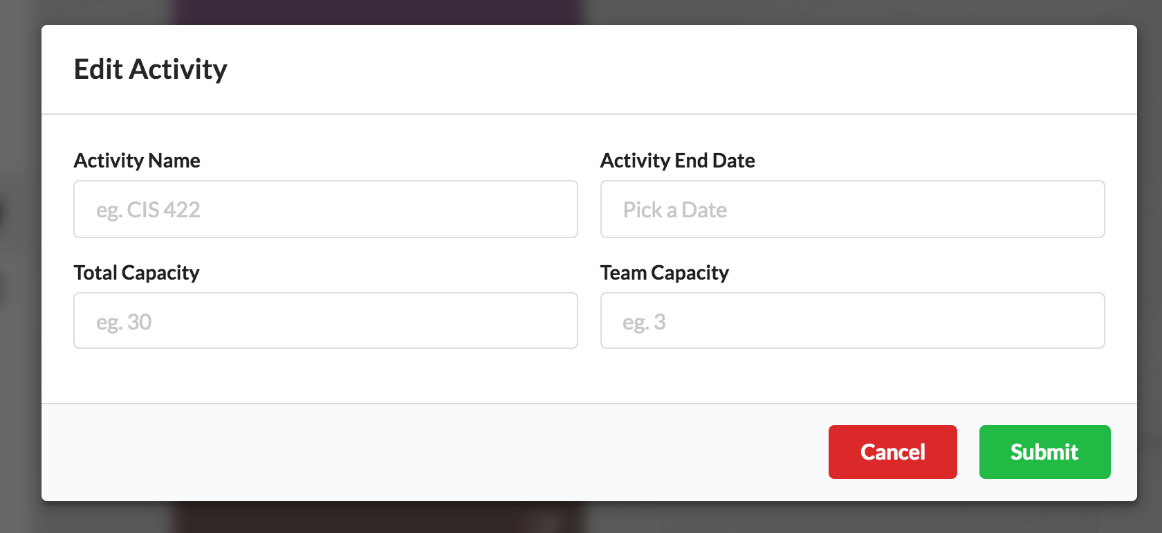 Edit Activity
Activity Name
Activity End Date
eg. CIS 422
Pick a Date
Total Capacity
Team Capacity
eg. 30
eg. 3
Cancel
Submit